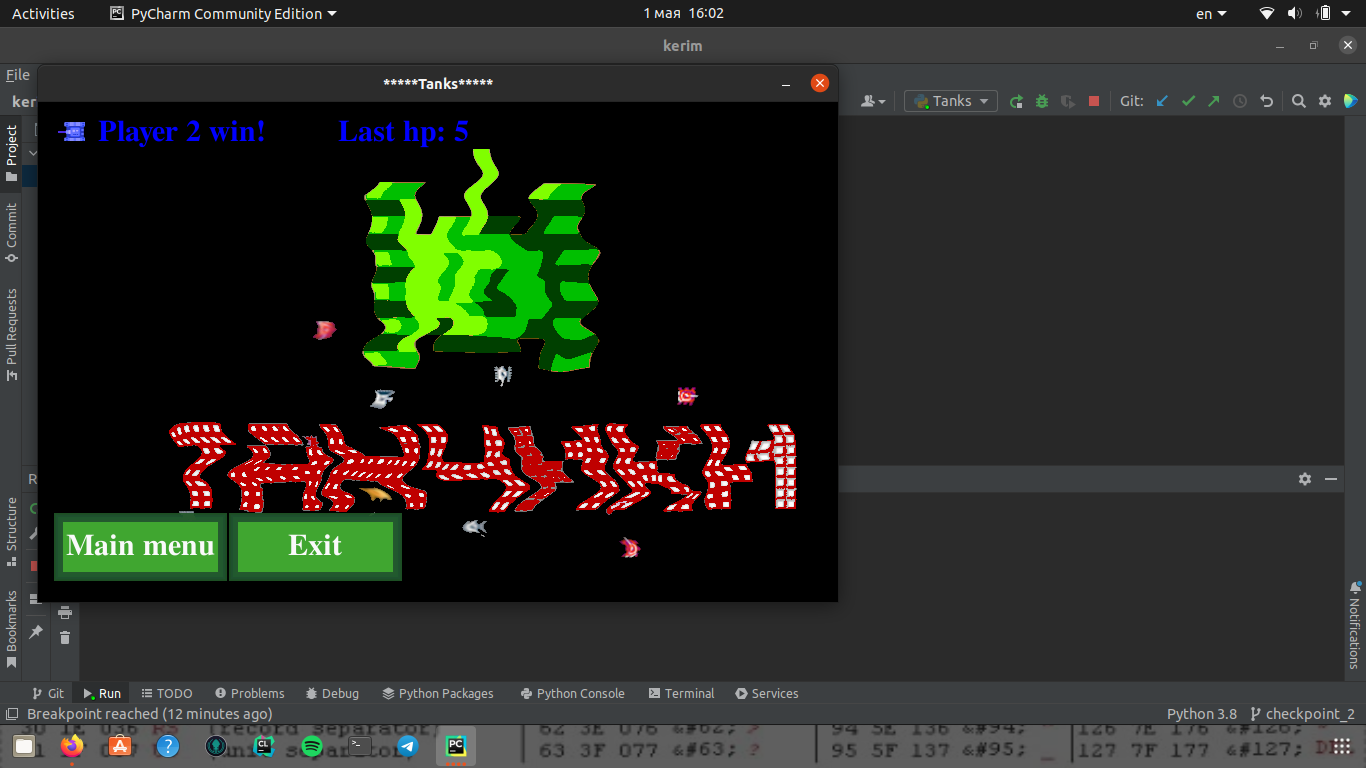 Activities
PyCharm Community Edition
1 мая 16:02
en
kerim
File
*****Tanks*****
Tanks
Git:
Player 2 win!
Last hp: 5
Main menu
Exit
Project
Commit
Pull Requests
Structure
Bookmarks
Notifications
Git
Run
TODO
Problems
Debug
Python Packages
Python Console
Terminal
Services
Breakpoint reached (12 minutes ago)
Python 3.8
checkpoint_2
62 3E 076 &#62; >
94 5E 136 &#94; ^
126 7E 176 &#126; ~
63 3F 077 &#63; ?
95 5F 137 &#95; _
127 7F 177 &#127; DEL